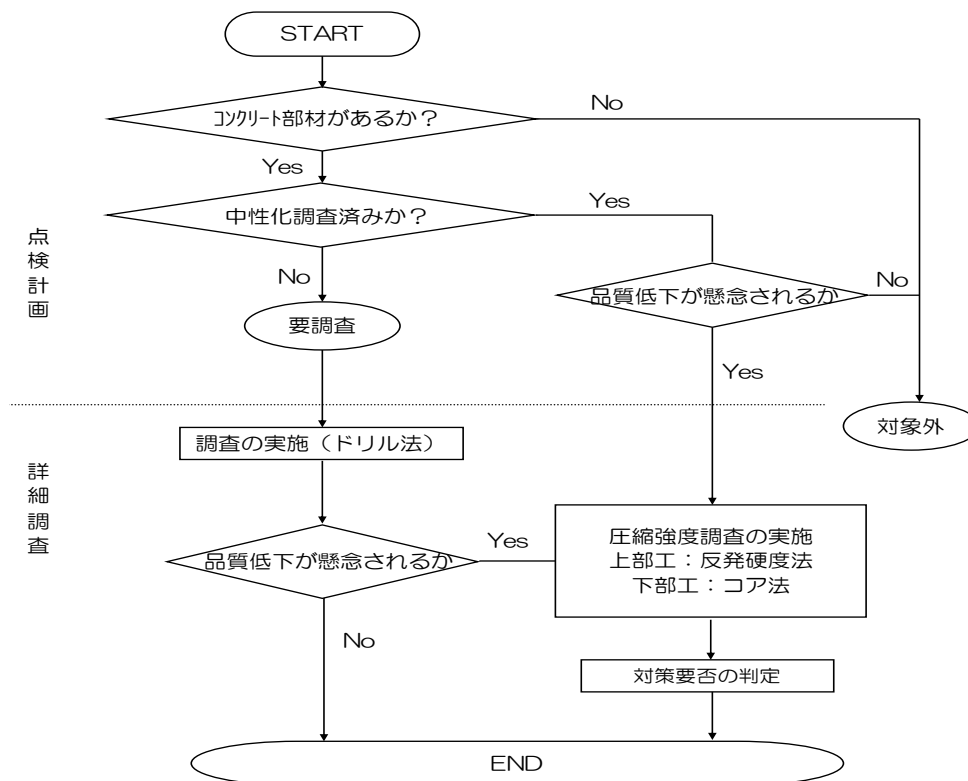 START
ｺﾝｸﾘｰﾄ部材があるか？
No
Yes
中性化調査済みか？
Yes
点検計画
No
品質低下が懸念されるか
No
要調査
Yes
対象外
調査の実施（ドリル法）
詳細調査
品質低下が懸念されるか
Yes
圧縮強度調査の実施
上部工：反発硬度法
下部工：コア法
No
対策要否の判定
END